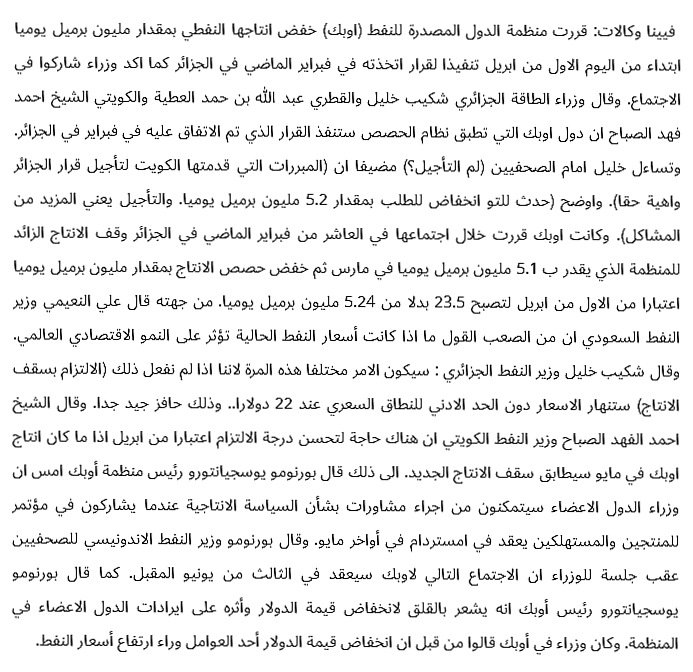 فيينا وكالات: قررت منظمة الدول المصدرة للنفط (اوبك) خفض انتاجها النفطي بمقدار مليون برميل يوميا
ابتداء من اليوم الاول من ابريل تنفيذا لقرار اتخذته في فبراير الماضي في الجزائر كما اكد وزراء شاركوا في
الاجتماع. وقال وزراء الطاقة الجزائري شكيب خليل والقطري عبد الله بن حمد العطية والكويتي الشيخ احمد
فهد الصباح ان دول اوبك التي تطبق نظام الحصص ستنفذ القرار الذي تم الاتفاق عليه في فبراير في الجزائر.
وتساءل خليل امام الصحفيين (لم التأجيل؟) مضيفا ان (المبررات التي قدمتها الكويت لتأجيل قرار الجزائر
واهية حقا). واوضح (حدث للتو انخفاض للطلب بمقدار 5.2 مليون برميل يوميا. والتأجيل يعني المزيد من
المشاكل). وكانت اوبك قررت خلال اجتماعها في العاشر من فبراير الماضي في الجزائر وقف الانتاج الزائد
للمنظمة الذي يقدر ب 5.1 مليون برميل يوميا في مارس ثم خفض حصص الانتاج بمقدار مليون برميل يوميا
اعتبارا من الاول من ابريل لتصبح 23.5 بدلا من 5.24 مليون برميل يوميا. من جهته قال علي النعيمي وزير
النفط السعودي ان من الصعب القول ما اذا كانت أسعار النفط الحالية تؤثر على النمو الاقتصادي العالمي.
وقال شكيب خليل وزير النفط الجزائري : سيكون الامر مختلفا هذه المرة لاننا اذا لم نفعل ذلك (الالتزام بسقف
الانتاج) ستنهار الاسعار دون الحد الادني للنطاق السعري عند 22 دولارا.. وذلك حافز جيد جدا. وقال الشيخ
احمد الفهد الصباح وزير النفط الكويتي ان هناك حاجة لتحسن درجة الالتزام اعتبارا من ابريل اذا ما كان انتاج
اوبك في مايو سيطابق سقف الانتاج الجديد. الى ذلك قال بورنومو يوسجيانتورو رئيس منظمة أوبك امس ان
وزراء الدول الاعضاء سيتمكنون من اجراء مشاورات بشأن السياسة الانتاجية عندما يشاركون في مؤتمر
للمنتجين والمستهلكين يعقد في امستردام في أواخر مايو. وقال بورنومو وزير النفط الاندونيسي للصحفيين
عقب جلسة للوزراء ان الاجتماع التالي لاوبك سيعقد في الثالث من يونيو المقبل. كما قال بورنومو
يوسجيانتورو رئيس أوبك انه يشعر بالقلق لانخفاض قيمة الدولار وأثره على ايرادات الدول الاعضاء في
المنظمة. وكان وزراء في أوبك قالوا من قبل ان انخفاض قيمة الدولار أحد العوامل وراء ارتفاع أسعار النفط.